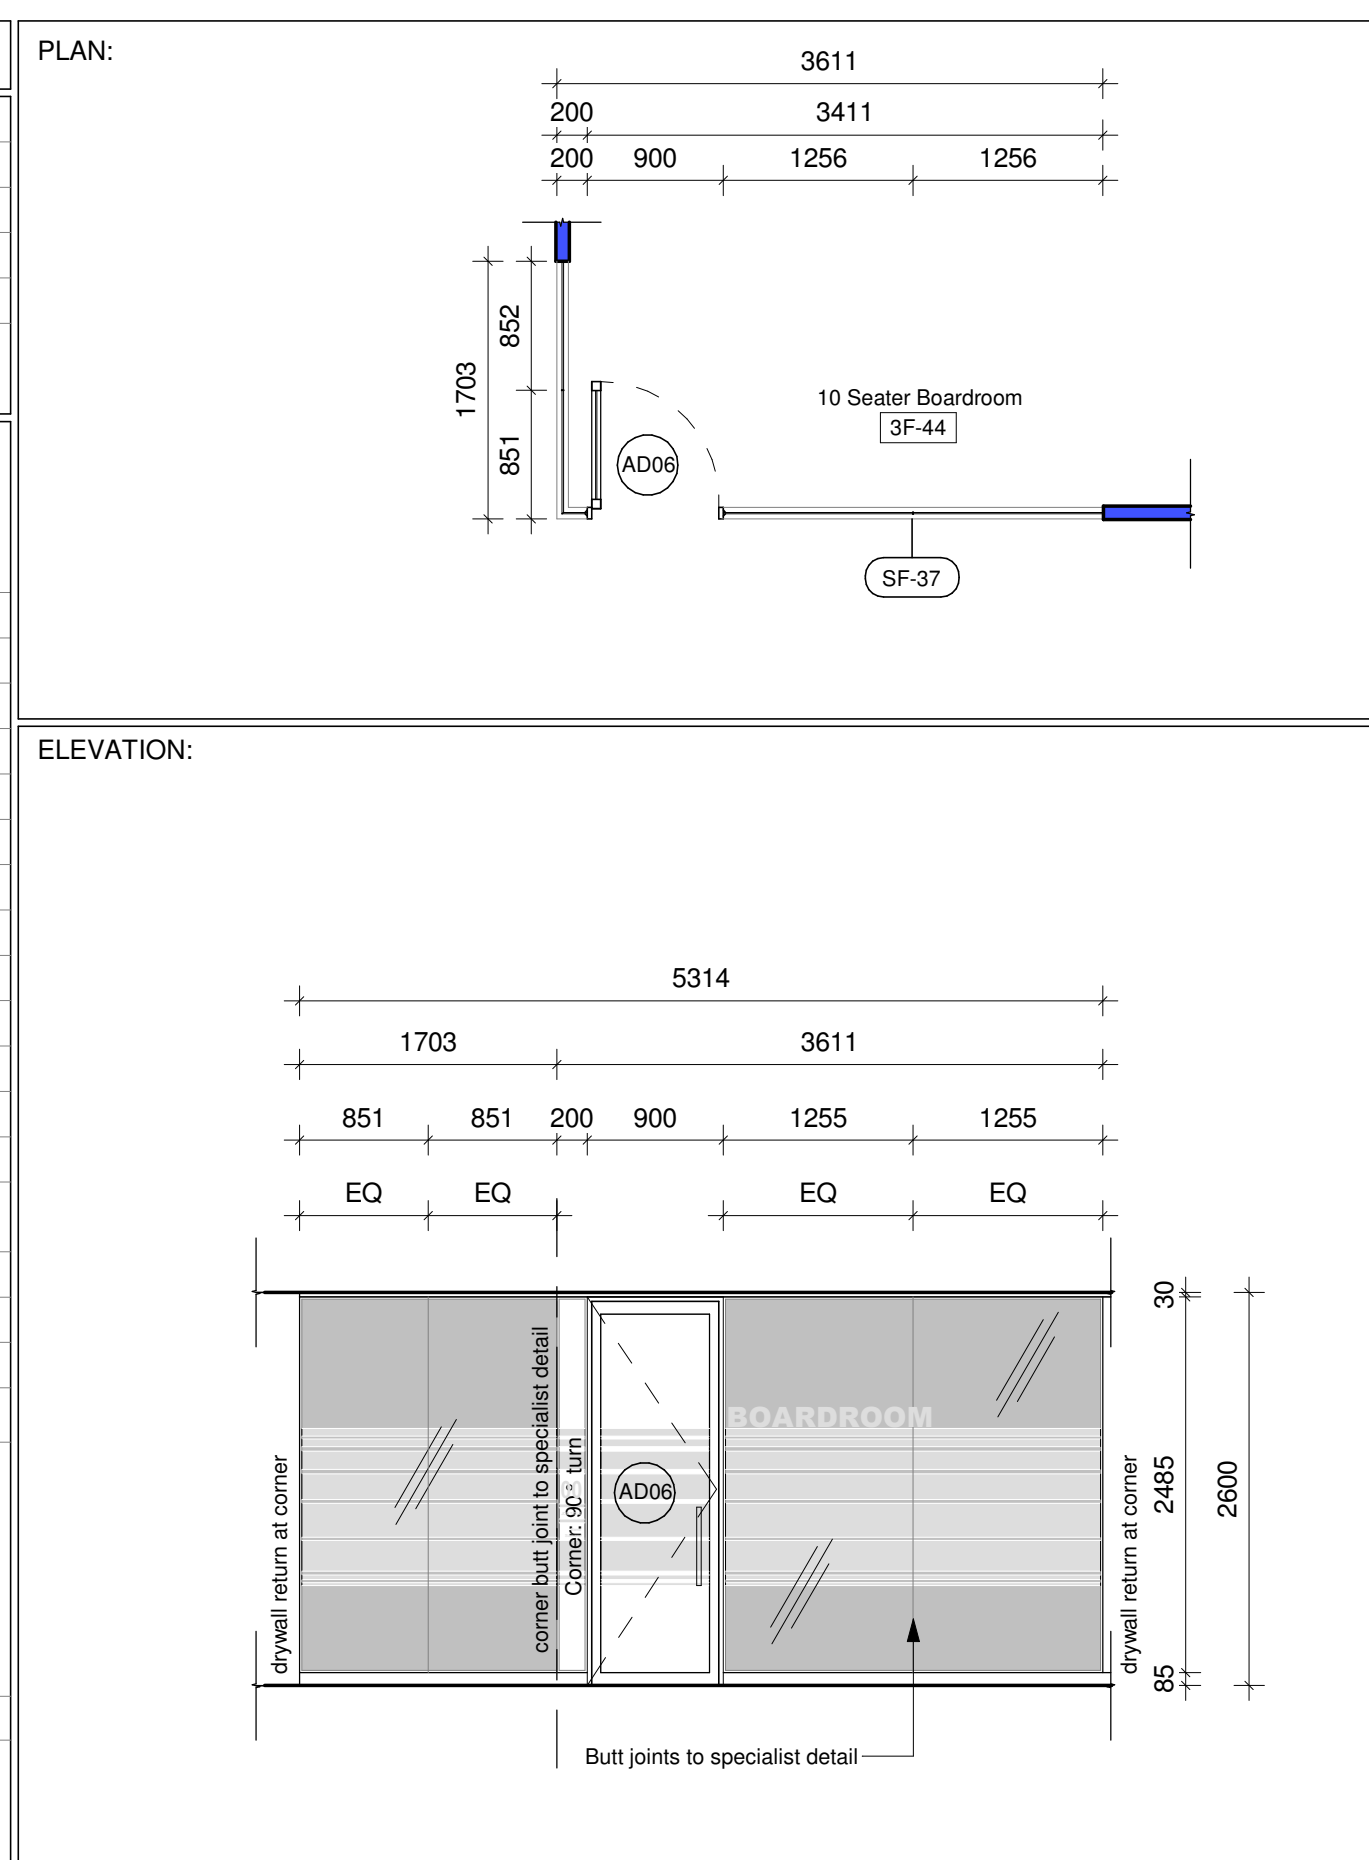 PLAN:
3611
200 3411
200 900 1256 1256
1703
852
851
10 Seater Boardroom
3F-44
AD06
SF-37
ELEVATION:
5314
1703 3611
851 851 200 900 1255 1255
EQ EQ EQ EQ
drywall return at corner
corner butt joint to specialist detail
Corner: 90° turn
BOARDROOM
AD06
drywall return at corner
30
2485
85
2600
Butt joints to specialist detail